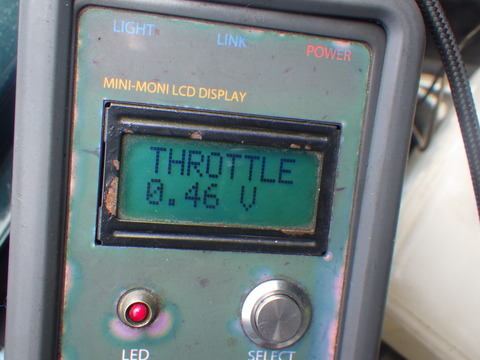 LIGHT LINK POWER
MINI-MONI LCD DISPLAY
THROTTLE
0.46 V
LED SELECT